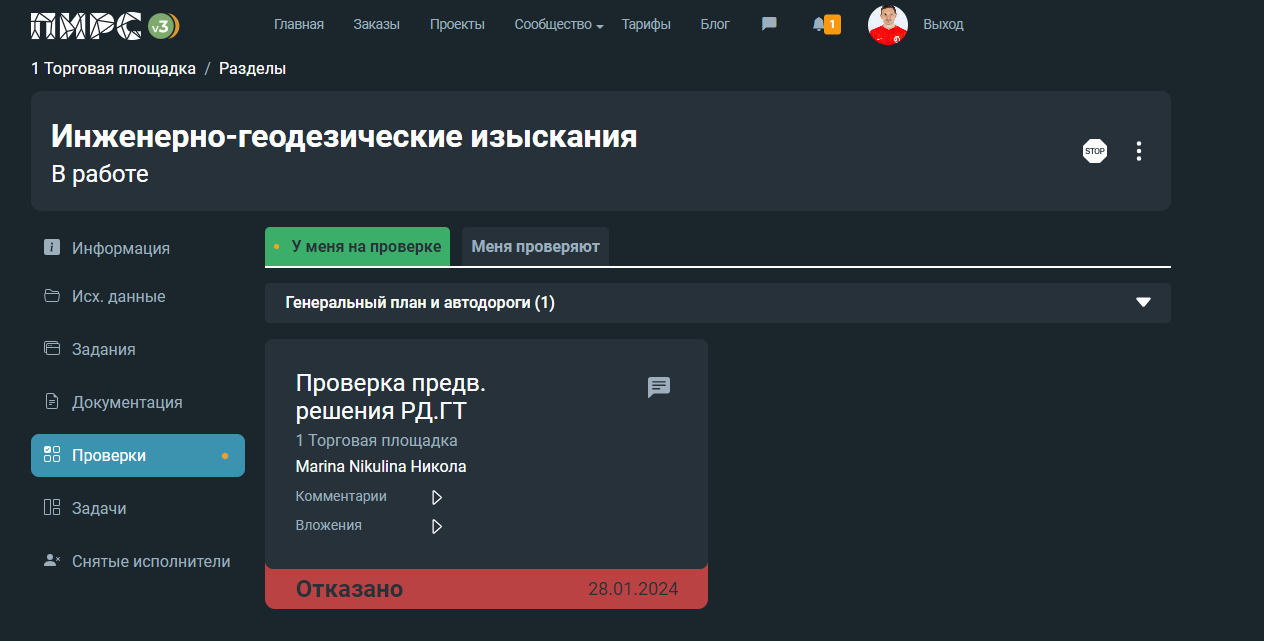 ПИРС v3
Главная Заказы Проекты Сообщество Тарифы Блог 1 Выход
1 Торговая площадка / Разделы
Инженерно-геодезические изыскания
В работе
STOP
Информация
Исх. данные
Задания
Документация
Проверки
Задачи
Снятые исполнители
У меня на проверке Меня проверяют
Генеральный план и автодороги (1)
Проверка предв.
решения РД.ГТ
1 Торговая площадка
Marina Nikulina Никола
Комментарии
Вложения
Отказано 28.01.2024